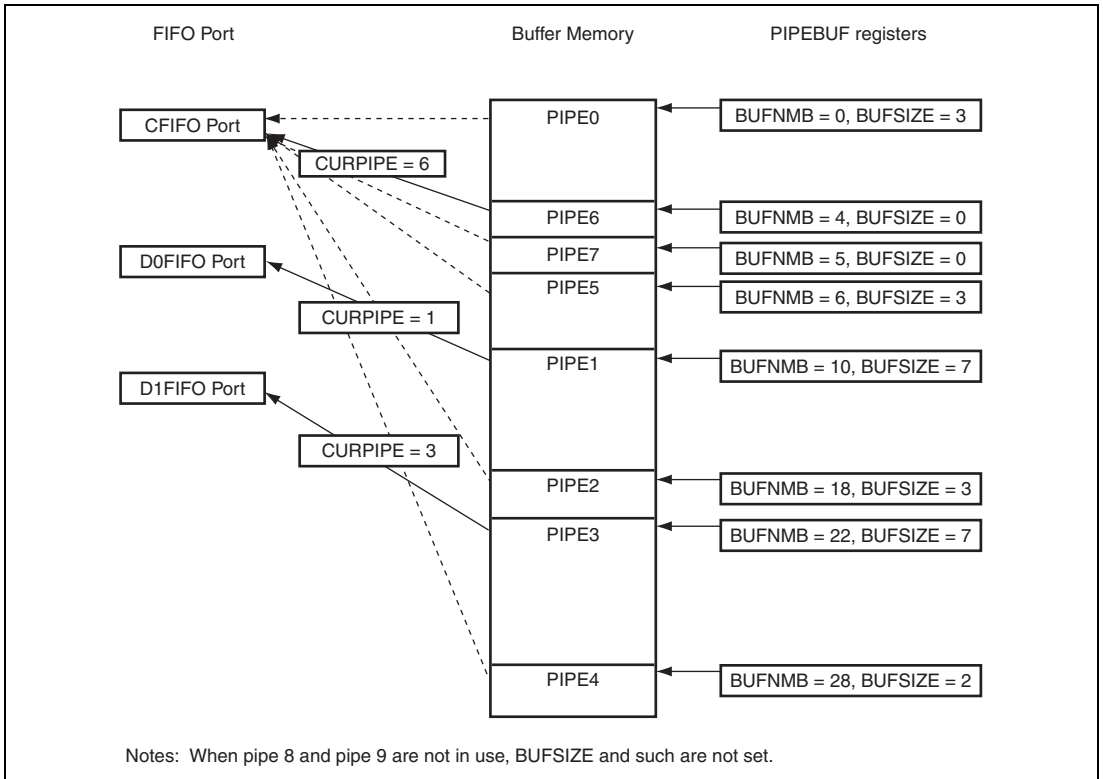 FIFO Port
Buffer Memory
PIPEBUF registers
CFIFO Port
PIPE0
BUFNMB = 0, BUFSIZE = 3
CURPIPE = 6
PIPE6
BUFNMB = 4, BUFSIZE = 0
D0FIFO Port
PIPE7
BUFNMB = 5, BUFSIZE = 0
PIPE5
BUFNMB = 6, BUFSIZE = 3
CURPIPE = 1
PIPE1
BUFNMB = 10, BUFSIZE = 7
D1FIFO Port
CURPIPE = 3
PIPE2
BUFNMB = 18, BUFSIZE = 3
PIPE3
BUFNMB = 22, BUFSIZE = 7
PIPE4
BUFNMB = 28, BUFSIZE = 2
Notes: When pipe 8 and pipe 9 are not in use, BUFSIZE and such are not set.